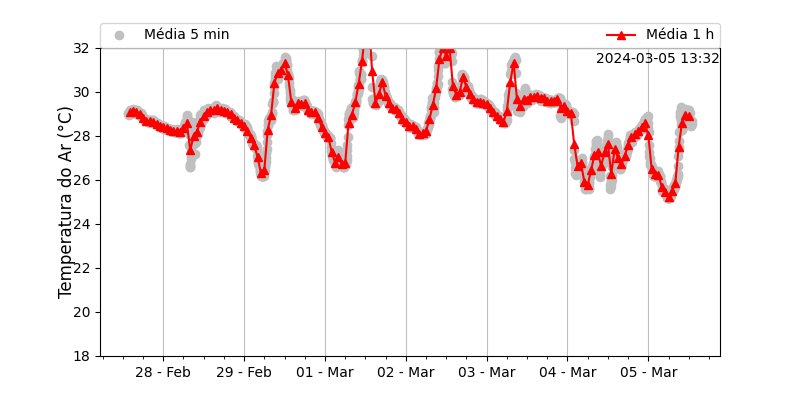 Média 5 min
Média 1 h
2024-03-05 13:32
Temperatura do Ar (°C)
32
30
28
26
24
22
20
18
28 - Feb
29 - Feb
01 - Mar
02 - Mar
03 - Mar
04 - Mar
05 - Mar